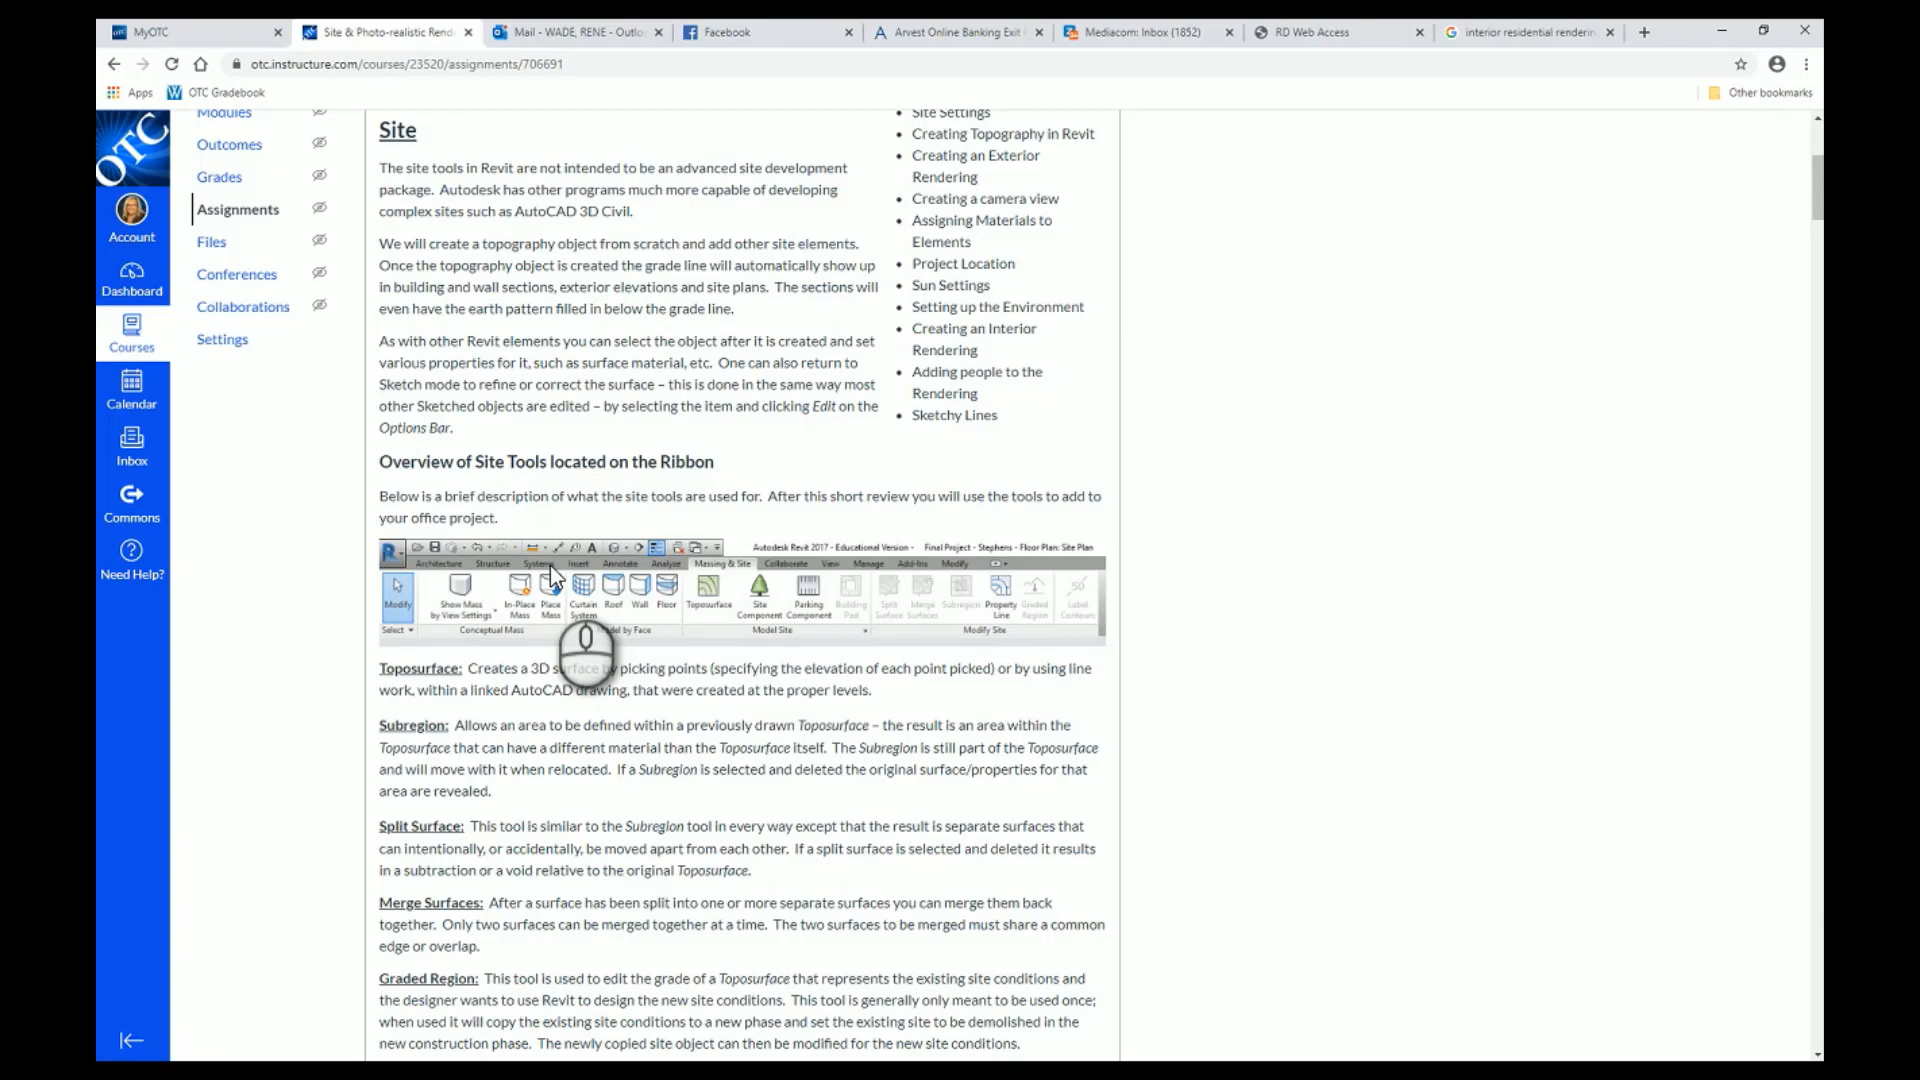 MyOTC
Site & Photo-realistic Rend
Mail - WADE, RENE - Outlo
Facebook
Arvest Online Banking Exit
Mediacom: Inbox (1852)
RD Web Access
interior residential renderin
otc.instructure.com/courses/23520/assignments/706691
Apps
OTC Gradebook
Other bookmarks
OTC
Account
Dashboard
Courses
Calendar
Inbox
Commons
Need Help?
Modules
Outcomes
Grades
Assignments
Files
Conferences
Collaborations
Settings
Site
The site tools in Revit are not intended to be an advanced site development
package. Autodesk has other programs much more capable of developing
complex sites such as AutoCAD 3D Civil.
We will create a topography object from scratch and add other site elements.
Once the topography object is created the grade line will automatically show up
in building and wall sections, exterior elevations and site plans. The sections will
even have the earth pattern filled in below the grade line.
As with other Revit elements you can select the object after it is created and set
various properties for it, such as surface material, etc. One can also return to
Sketch mode to refine or correct the surface – this is done in the same way most
other Sketched objects are edited – by selecting the item and clicking Edit on the
Options Bar.
• Site Settings
• Creating Topography in Revit
• Creating an Exterior
Rendering
• Creating a camera view
• Assigning Materials to
Elements
• Project Location
• Sun Settings
• Setting up the Environment
• Creating an Interior
Rendering
• Adding people to the
Rendering
• Sketchy Lines
Overview of Site Tools located on the Ribbon
Below is a brief description of what the site tools are used for. After this short review you will use the tools to add to
your office project.
Autodesk Revit 2017 - Educational Version - Final Project - Stephens - Floor Plan: Site Plan
Architecture Structure Systems Insert Annotate Analyze Massing & Site Collaborate View Manage Add-Ins Modify
Modify Show Mass In-Place Place Curtain Roof Wall Floor Toposurface Site Parking Building Split Merge Subregion Property Graded Label
by View Settings Mass Mass System Component Component Pad Surface Surfaces Line Region Contours
Select Conceptual Mass del by Face Model Site Modify Site
Toposurface: Creates a 3D surface by picking points (specifying the elevation of each point picked) or by using line
work, within a linked AutoCAD drawing, that were created at the proper levels.
Subregion: Allows an area to be defined within a previously drawn Toposurface – the result is an area within the
Toposurface that can have a different material than the Toposurface itself. The Subregion is still part of the Toposurface
and will move with it when relocated. If a Subregion is selected and deleted the original surface/properties for that
area are revealed.
Split Surface: This tool is similar to the Subregion tool in every way except that the result is separate surfaces that
can intentionally, or accidentally, be moved apart from each other. If a split surface is selected and deleted it results
in a subtraction or a void relative to the original Toposurface.
Merge Surfaces: After a surface has been split into one or more separate surfaces you can merge them back
together. Only two surfaces can be merged together at a time. The two surfaces to be merged must share a common
edge or overlap.
Graded Region: This tool is used to edit the grade of a Toposurface that represents the existing site conditions and
the designer wants to use Revit to design the new site conditions. This tool is generally only meant to be used once;
when used it will copy the existing site conditions to a new phase and set the existing site to be demolished in the
new construction phase. The newly copied site object can then be modified for the new site conditions.